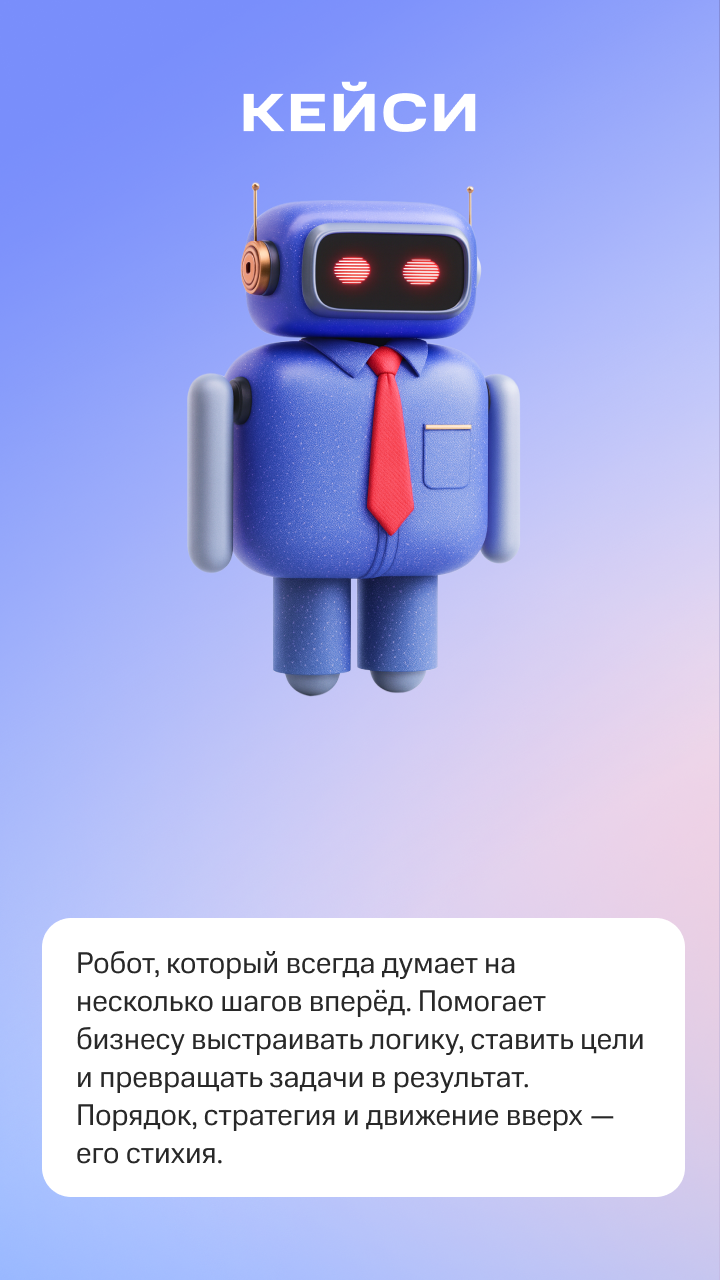 КЕЙСИ
Робот, который всегда думает на
несколько шагов вперёд. Помогает
бизнесу выстраивать логику, ставить цели
и превращать задачи в результат.
Порядок, стратегия и движение вверх —
его стихия.